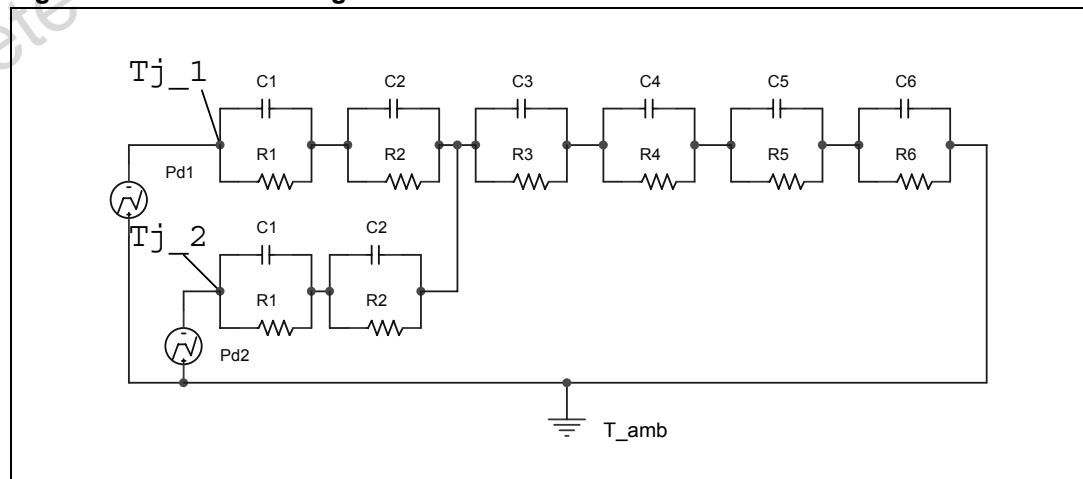 Tj_1
C1 C2 C3 C4 C5 C6
R1 R2 R3 R4 R5 R6
Pd1
Tj_2
C1 C2
R1 R2
Pd2
T_amb